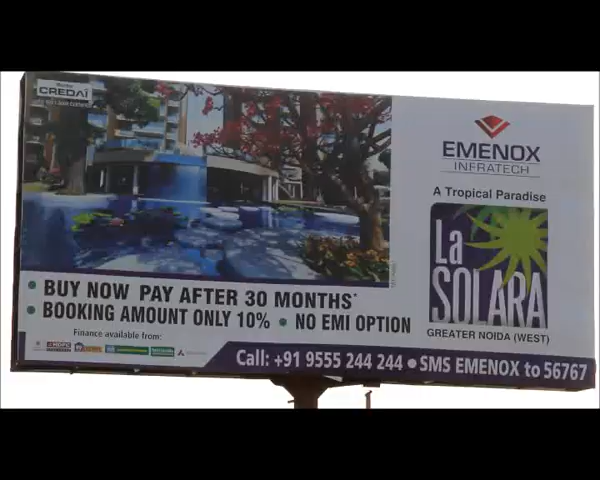 CREDAI
EMENOX
INFRATECH
A Tropical Paradise
La
SOLARA
GREATER NOIDA (WEST)
• BUY NOW PAY AFTER 30 MONTHS*
• BOOKING AMOUNT ONLY 10% • NO EMI OPTION
Finance available from:
HDFC
Call: +91 9555 244 244 • SMS EMENOX to 56767